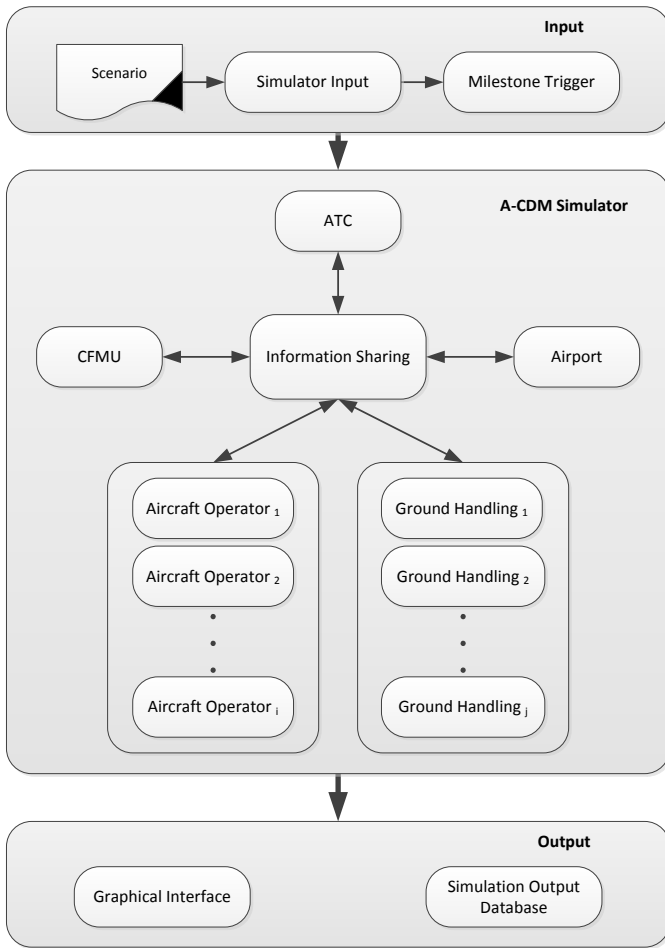 Input
Scenario
Simulator Input
Milestone Trigger
A-CDM Simulator
ATC
CFMU
Information Sharing
Airport
Aircraft Operator 1
Ground Handling 1
Aircraft Operator 2
Ground Handling 2
Aircraft Operator i
Ground Handling j
Output
Graphical Interface
Simulation Output
Database